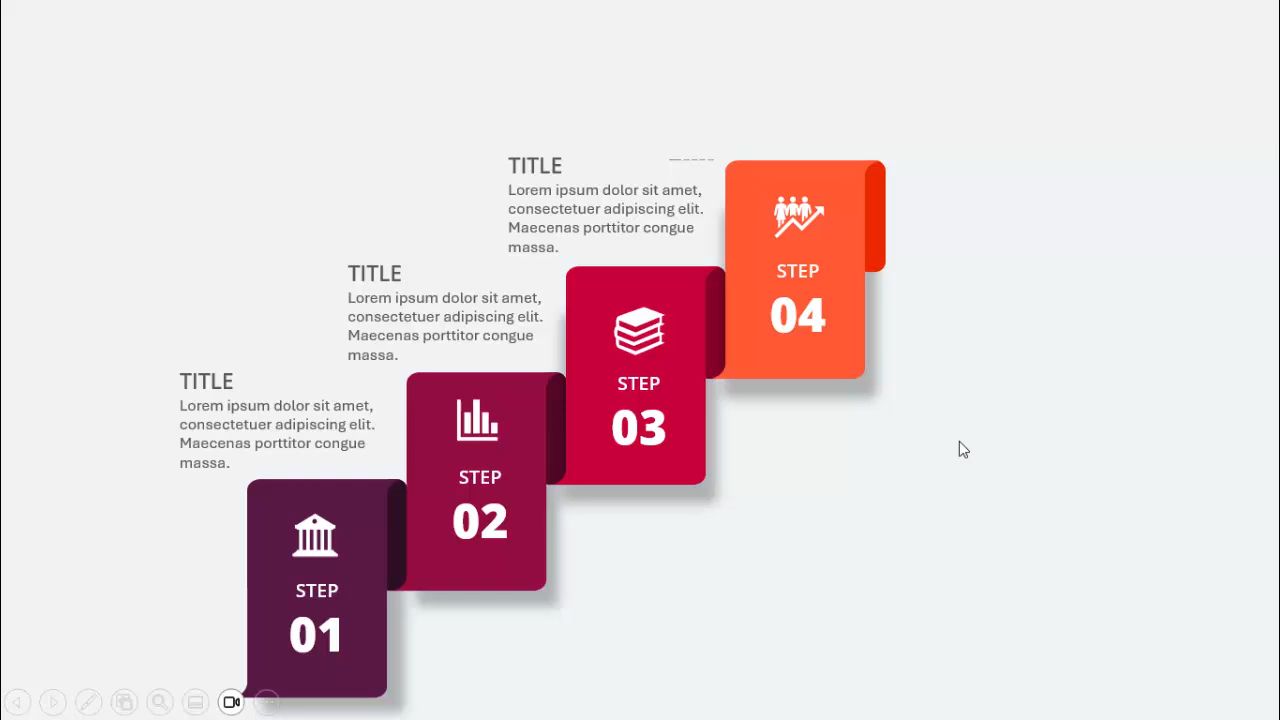 TITLE
Lorem ipsum dolor sit amet,
consectetuer adipiscing elit.
Maecenas porttitor congue
massa.
STEP
04
TITLE
Lorem ipsum dolor sit amet,
consectetuer adipiscing elit.
Maecenas porttitor congue
massa.
STEP
03
TITLE
Lorem ipsum dolor sit amet,
consectetuer adipiscing elit.
Maecenas porttitor congue
massa.
STEP
02
STEP
01